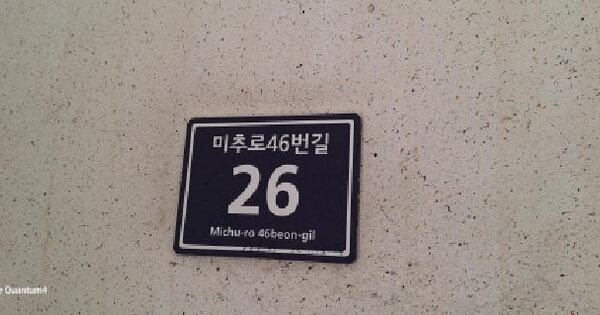 미추로46번길
26
Michu-ro 46beon-gil
Quantum4